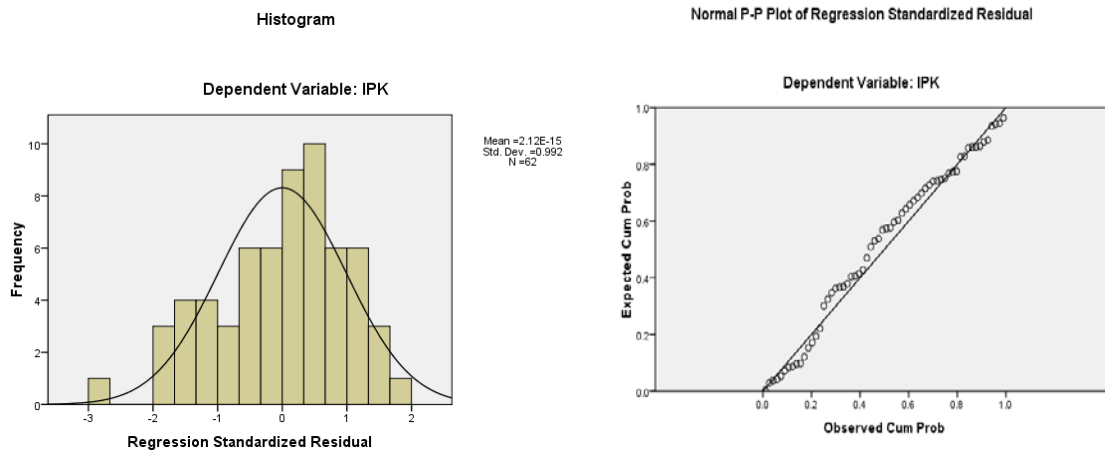 Histogram
Dependent Variable: IPK
Mean =2.12E-15
Std. Dev. =0.992
N =62
Frequency
10
8
6
4
2
0
-3
-2
-1
0
1
2
Regression Standardized Residual
Normal P-P Plot of Regression Standardized Residual
Dependent Variable: IPK
Expected Cum Prob
1.0
0.8
0.6
0.4
0.2
0.0
0.0
0.2
0.4
0.6
0.8
1.0
Observed Cum Prob